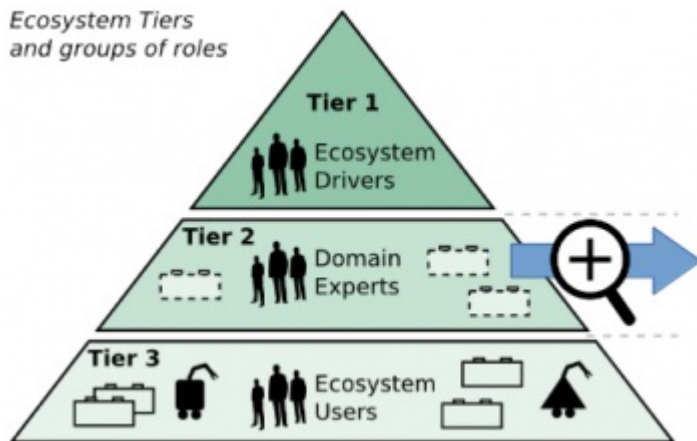 Ecosystem Tiers
and groups of roles
Tier 1
Ecosystem
Drivers
Tier 2
Domain
Experts
Tier 3
Ecosystem
Users